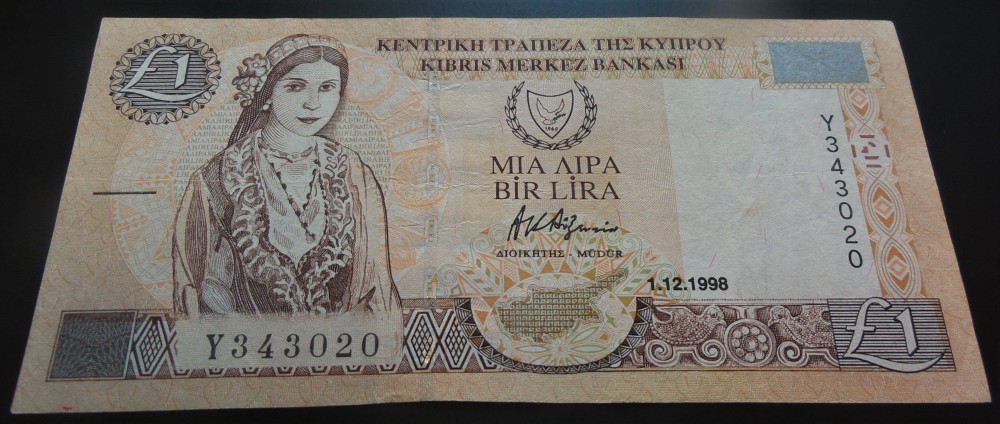 £1
ΚΕΝΤΡΙΚΗ ΤΡΑΠΕΖΑ ΤΗΣ ΚΥΠΡΟΥ
KIBRIS MERKEZ BANKASI
Y343020
1960
ΜΙΑ ΛΙΡΑ
BİR LİRA
ΔΙΟΙΚΗΤΗΣ - MÜDÜR
1.12.1998
Y343020
£1